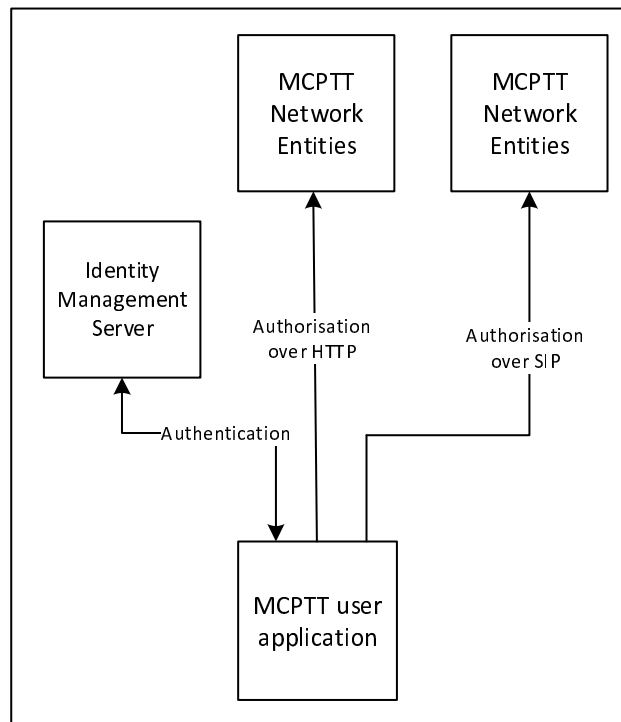 MCPTT
Network
Entities
MCPTT
Network
Entities
Identity
Management
Server
Authorisation
over HTTP
Authorisation
over SIP
Authentication
MCPTT user
application